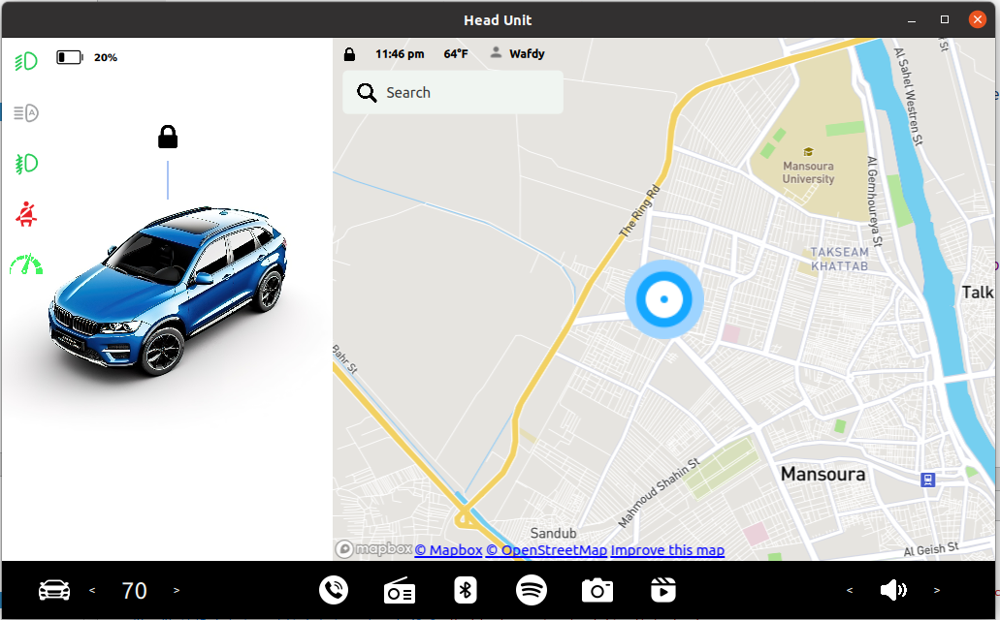 Head Unit
20%
11:46 pm 64°F Wafdy
Search
Al Sahel Westren St
St
Mansoura
University
Al Gemhoureya St
The Ring Rd
TAKSEAM
KHATTAB
Talk
Bahr St
Mahmoud Shahin St
Mansoura
Sandub
Al Geish St
mapbox © Mapbox © OpenStreetMap Improve this map
< 70 > < >